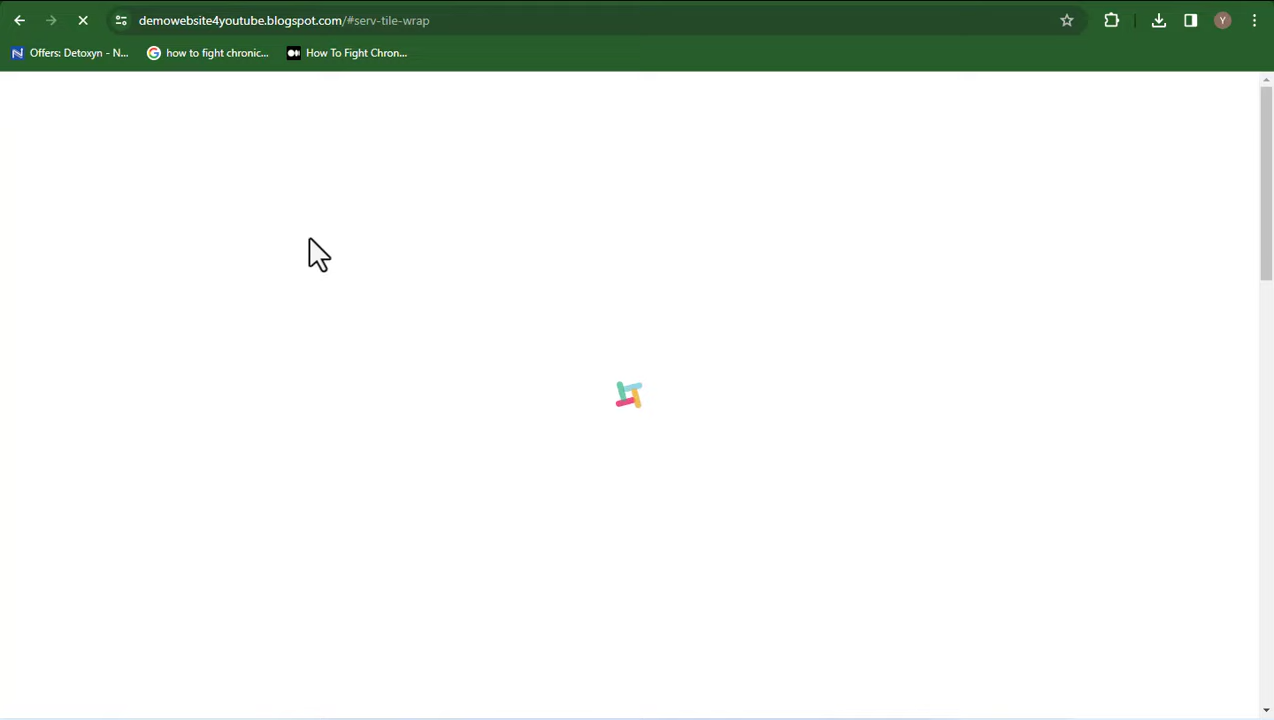 demowebsite4youtube.blogspot.com/#serv-tile-wrap
Y
Offers: Detoxyn - N...
how to fight chronic...
How To Fight Chron...